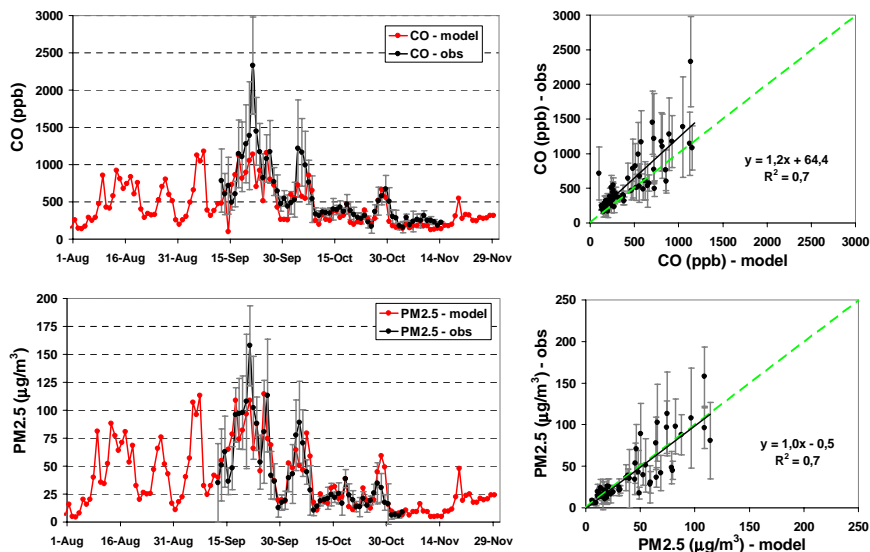 3000
2500
2000
1500
1000
500
0
CO (ppb)
CO - model
CO - obs
1-Aug 16-Aug 31-Aug 15-Sep 30-Sep 15-Oct 30-Oct 14-Nov 29-Nov
3000
2500
2000
1500
1000
500
0
CO (ppb) - obs
y = 1,2x + 64,4
R² = 0,7
0 500 1000 1500 2000 2500 3000
CO (ppb) - model
200
175
150
125
100
75
50
25
0
PM2.5 (μg/m³)
PM2.5 - model
PM2.5 - obs
1-Aug 16-Aug 31-Aug 15-Sep 30-Sep 15-Oct 30-Oct 14-Nov 29-Nov
250
200
150
100
50
0
PM2.5 (μg/m³) - obs
y = 1,0x - 0,5
R² = 0,7
0 50 100 150 200 250
PM2.5 (μg/m³) - model